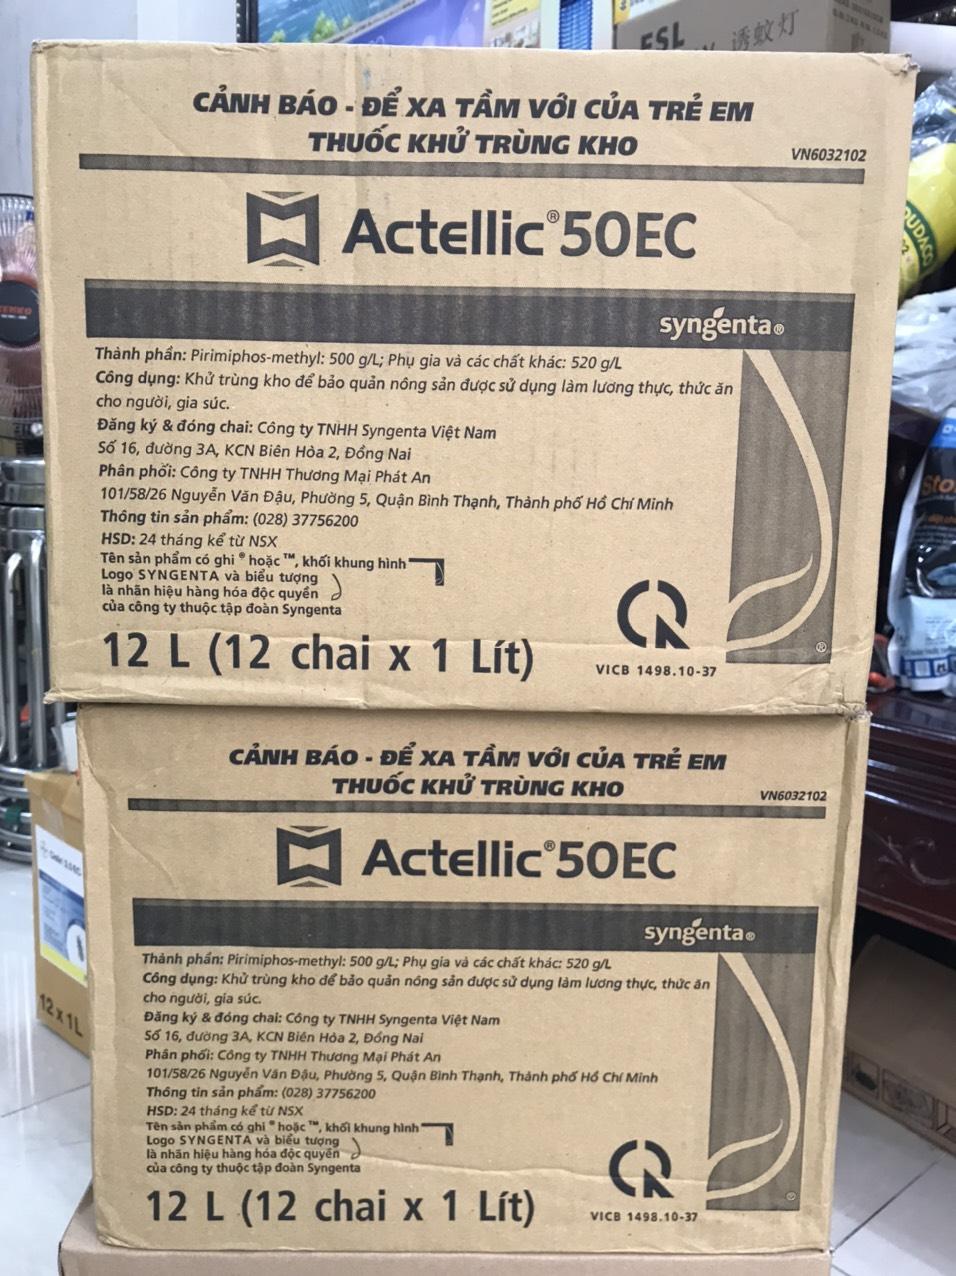 ESL
诱蚊灯
CẢNH BÁO - ĐỂ XA TẦM VỚI CỦA TRẺ EM
THUỐC KHỬ TRÙNG KHO
VN6032102
Actellic®50EC
syngenta®
Thành phần: Pirimiphos-methyl: 500 g/L; Phụ gia và các chất khác: 520 g/L
Công dụng: Khử trùng kho để bảo quản nông sản được sử dụng làm lương thực, thức ăn
cho người, gia súc.
Đăng ký & đóng chai: Công ty TNHH Syngenta Việt Nam
Số 16, đường 3A, KCN Biên Hòa 2, Đồng Nai
Phân phối: Công ty TNHH Thương Mại Phát An
101/58/26 Nguyễn Văn Đậu, Phường 5, Quận Bình Thạnh, Thành phố Hồ Chí Minh
Thông tin sản phẩm: (028) 37756200
HSD: 24 tháng kể từ NSX
Tên sản phẩm có ghi ® hoặc ™, khối khung hình
Logo SYNGENTA và biểu tượng
là nhãn hiệu hàng hóa độc quyền
của công ty thuộc tập đoàn Syngenta
12 L (12 chai x 1 Lít)
VICB 1498.10-37
®
CẢNH BÁO - ĐỂ XA TẦM VỚI CỦA TRẺ EM
THUỐC KHỬ TRÙNG KHO
VN6032102
Actellic®50EC
syngenta®
Thành phần: Pirimiphos-methyl: 500 g/L; Phụ gia và các chất khác: 520 g/L
Công dụng: Khử trùng kho để bảo quản nông sản được sử dụng làm lương thực, thức ăn
cho người, gia súc.
Đăng ký & đóng chai: Công ty TNHH Syngenta Việt Nam
Số 16, đường 3A, KCN Biên Hòa 2, Đồng Nai
Phân phối: Công ty TNHH Thương Mại Phát An
101/58/26 Nguyễn Văn Đậu, Phường 5, Quận Bình Thạnh, Thành phố Hồ Chí Minh
Thông tin sản phẩm: (028) 37756200
HSD: 24 tháng kể từ NSX
Tên sản phẩm có ghi ® hoặc ™, khối khung hình
Logo SYNGENTA và biểu tượng
là nhãn hiệu hàng hóa độc quyền
của công ty thuộc tập đoàn Syngenta
12 L (12 chai x 1 Lít)
VICB 1498.10-37
®
12 x 1L